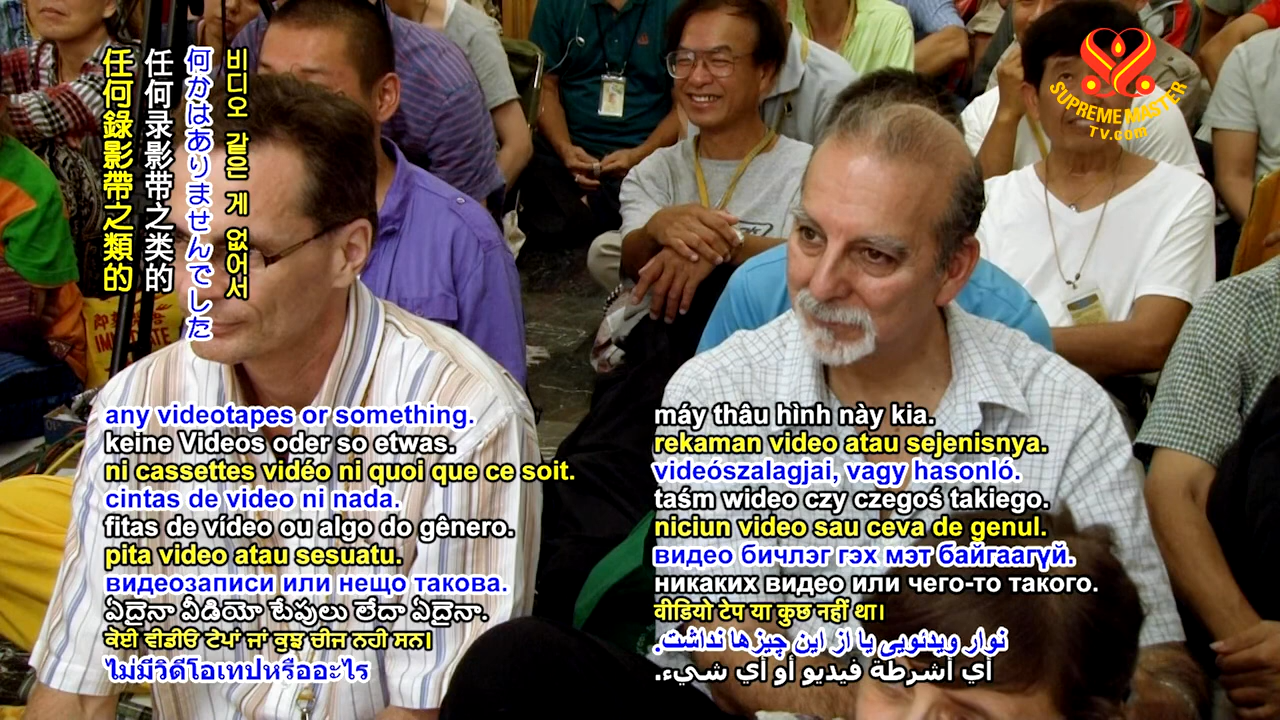 任何錄影帶之類的
任何录影带之类的
何かはありませんでした
비디오 같은 게 없어서
SUPREME MASTER
TV.com
any videotapes or something.
keine Videos oder so etwas.
ni cassettes vidéo ni quoi que ce soit.
cintas de video ni nada.
fitas de vídeo ou algo do gênero.
pita video atau sesuatu.
видеозаписи или нещо такова.
ఏదైనా వీడియో టేపులు లేదా ఏదైనా.
ਕੋਈ ਵੀਡੀਓ ਟੇਪਾਂ ਜਾਂ ਕੁਝ ਚੀਜ ਨਹੀ ਸਨ।
ไม่มีวิดีโอเทปหรืออะไร
máy thâu hình này kia.
rekaman video atau sejenisnya.
videószalagjai, vagy hasonló.
taśm wideo czy czegoś takiego.
niciun video sau ceva de genul.
видео бичлэг гэх мэт байгаагүй.
никаких видео или чего-то такого.
वीडियो टेप या कुछ नहीं था।
نوار ویدئویی یا از این چیز ها نداشت.
أي أشرطة فيديو أو أي شيء.